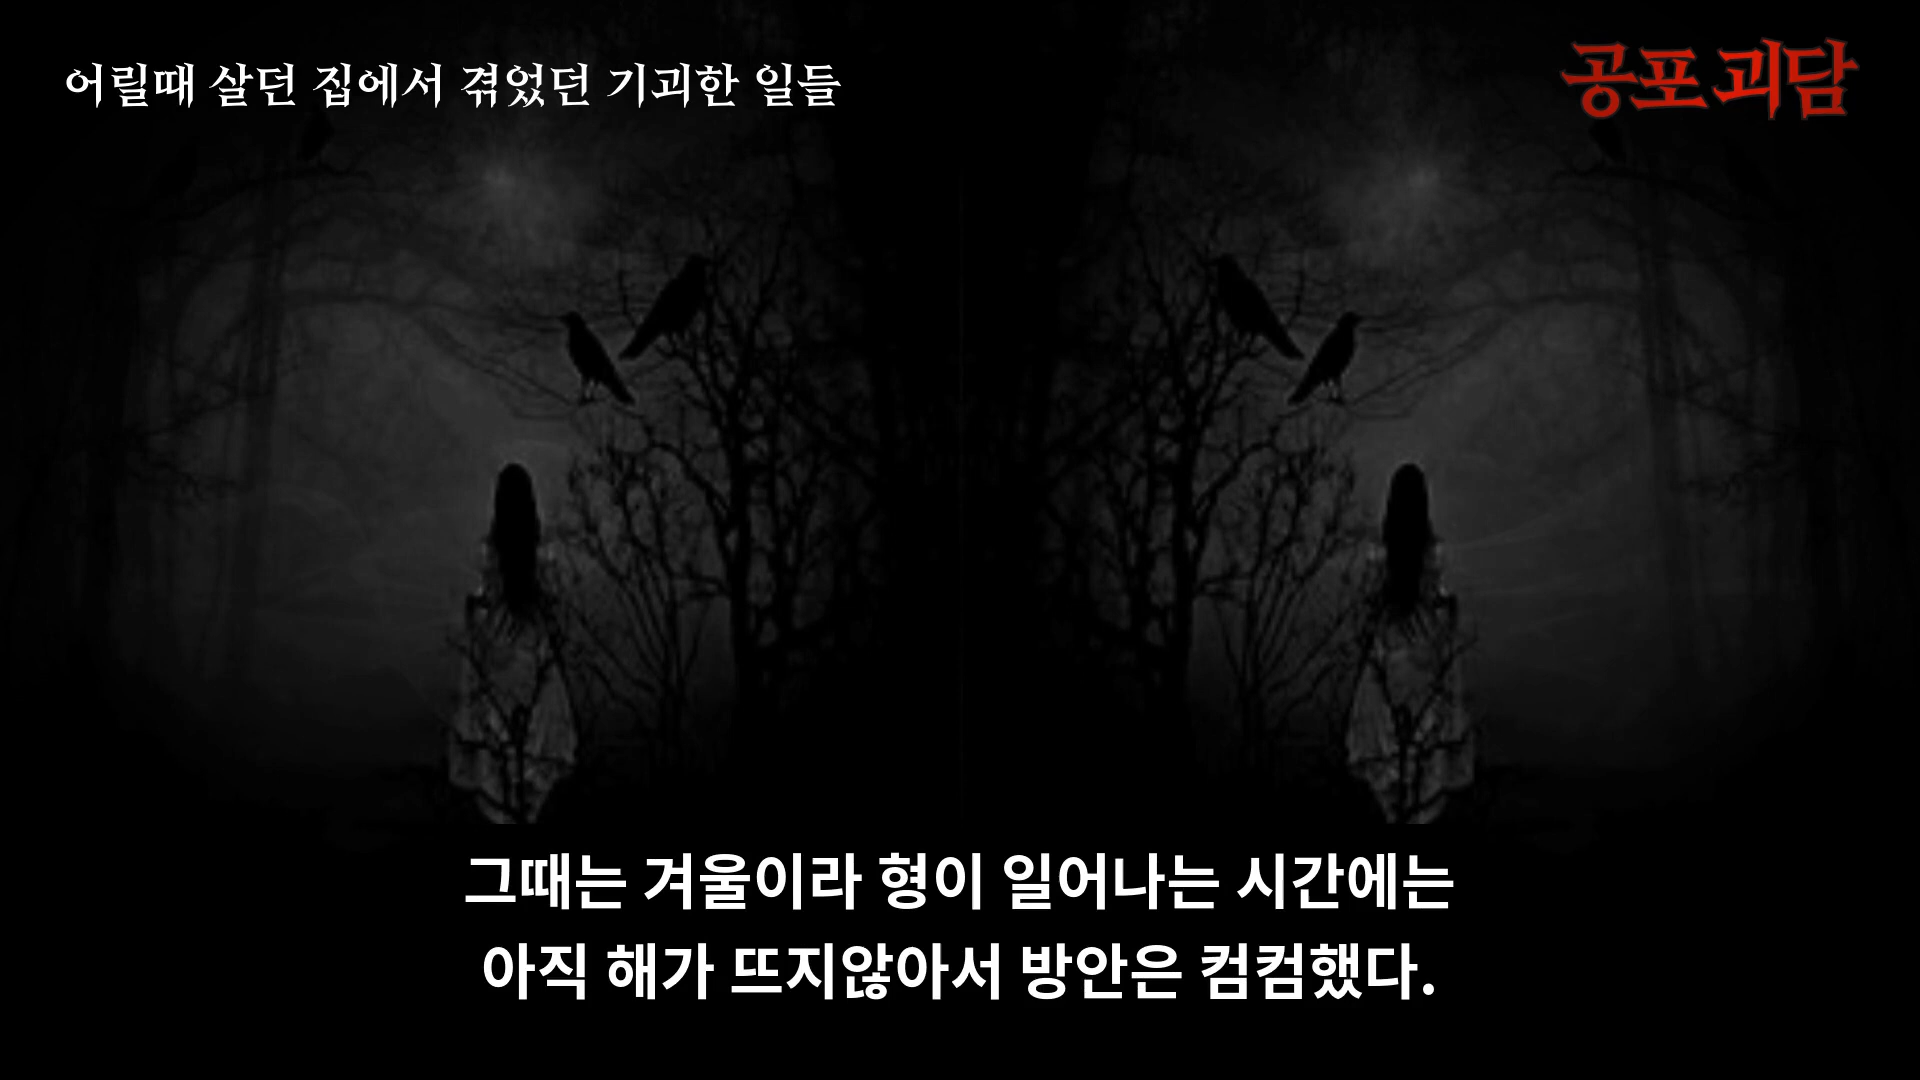 어릴때 살던 집에서 겪었던 기괴한 일들
공포 괴담
그때는 겨울이라 형이 일어나는 시간에는
아직 해가 뜨지않아서 방안은 컴컴했다.